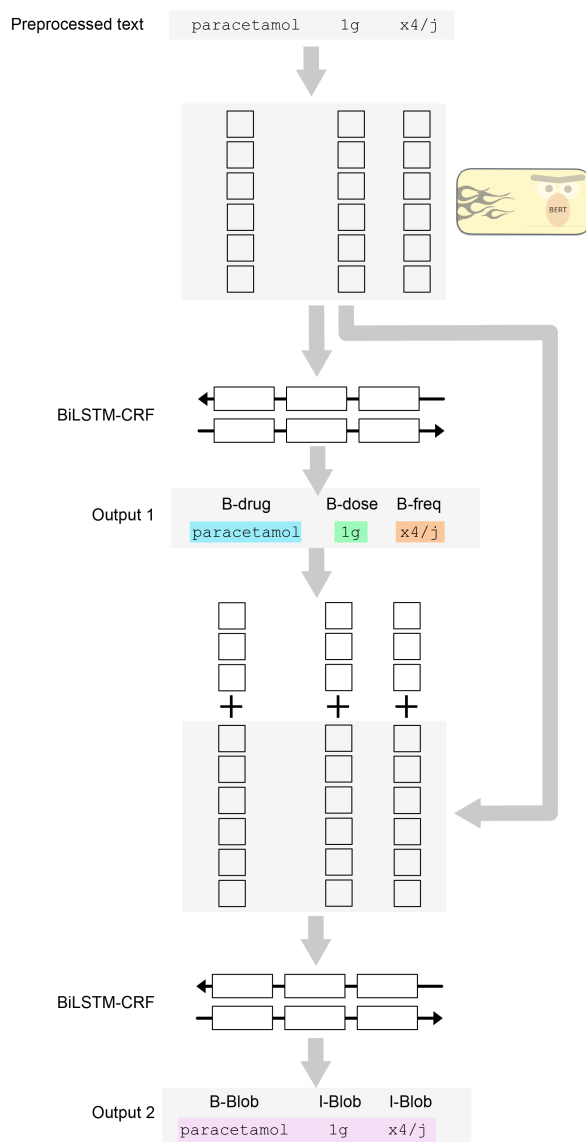 Preprocessed text paracetamol 1g x4/j
BERT
BiLSTM-CRF
B-drug B-dose B-freq
Output 1
paracetamol 1g x4/j
+ + +
BiLSTM-CRF
B-Blob I-Blob I-Blob
Output 2
paracetamol 1g x4/j